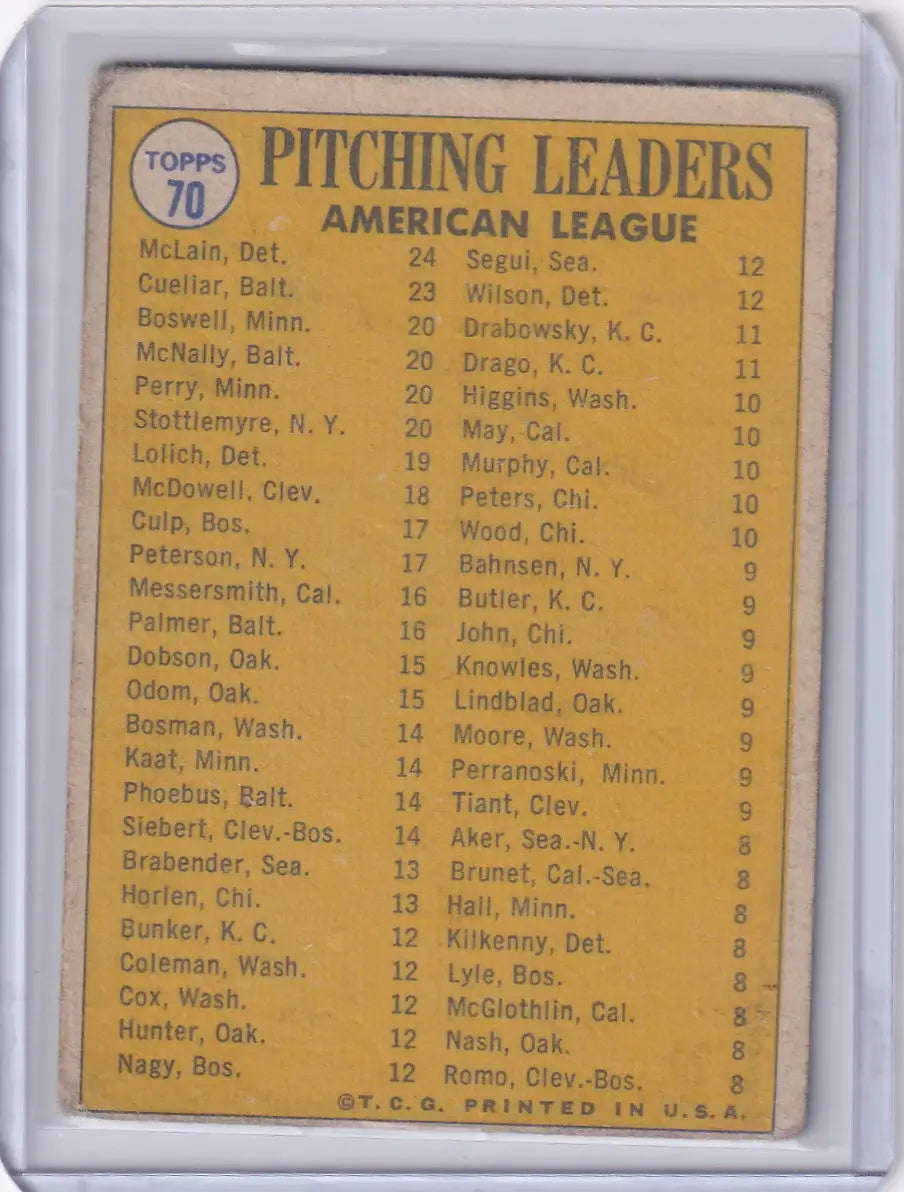 TOPPS
70
PITCHING LEADERS
AMERICAN LEAGUE
McLain, Det. 24
Cueliar, Balt. 23
Boswell, Minn. 20
McNally, Balt. 20
Perry, Minn. 20
Stottlemyre, N. Y. 20
Lolich, Det. 19
McDowell, Clev. 18
Culp, Bos. 17
Peterson, N. Y. 17
Messersmith, Cal. 16
Palmer, Balt. 16
Dobson, Oak. 15
Odom, Oak. 15
Bosman, Wash. 14
Kaat, Minn. 14
Phoebus, Balt. 14
Siebert, Clev.-Bos. 14
Brabender, Sea. 13
Horlen, Chi. 13
Bunker, K. C. 12
Coleman, Wash. 12
Cox, Wash. 12
Hunter, Oak. 12
Nagy, Bos. 12
Segui, Sea. 12
Wilson, Det. 12
Drabowsky, K. C. 11
Drago, K. C. 11
Higgins, Wash. 10
May, Cal. 10
Murphy, Cal. 10
Peters, Chi. 10
Wood, Chi. 10
Bahnsen, N. Y. 9
Butler, K. C. 9
John, Chi. 9
Knowles, Wash. 9
Lindblad, Oak. 9
Moore, Wash. 9
Perranoski, Minn. 9
Tiant, Clev. 9
Aker, Sea.-N. Y. 8
Brunet, Cal.-Sea. 8
Hall, Minn. 8
Kilkenny, Det. 8
Lyle, Bos. 8
McGlothlin, Cal. 8
Nash, Oak. 8
Romo, Clev.-Bos. 8
©T. C. G. PRINTED IN U. S. A.